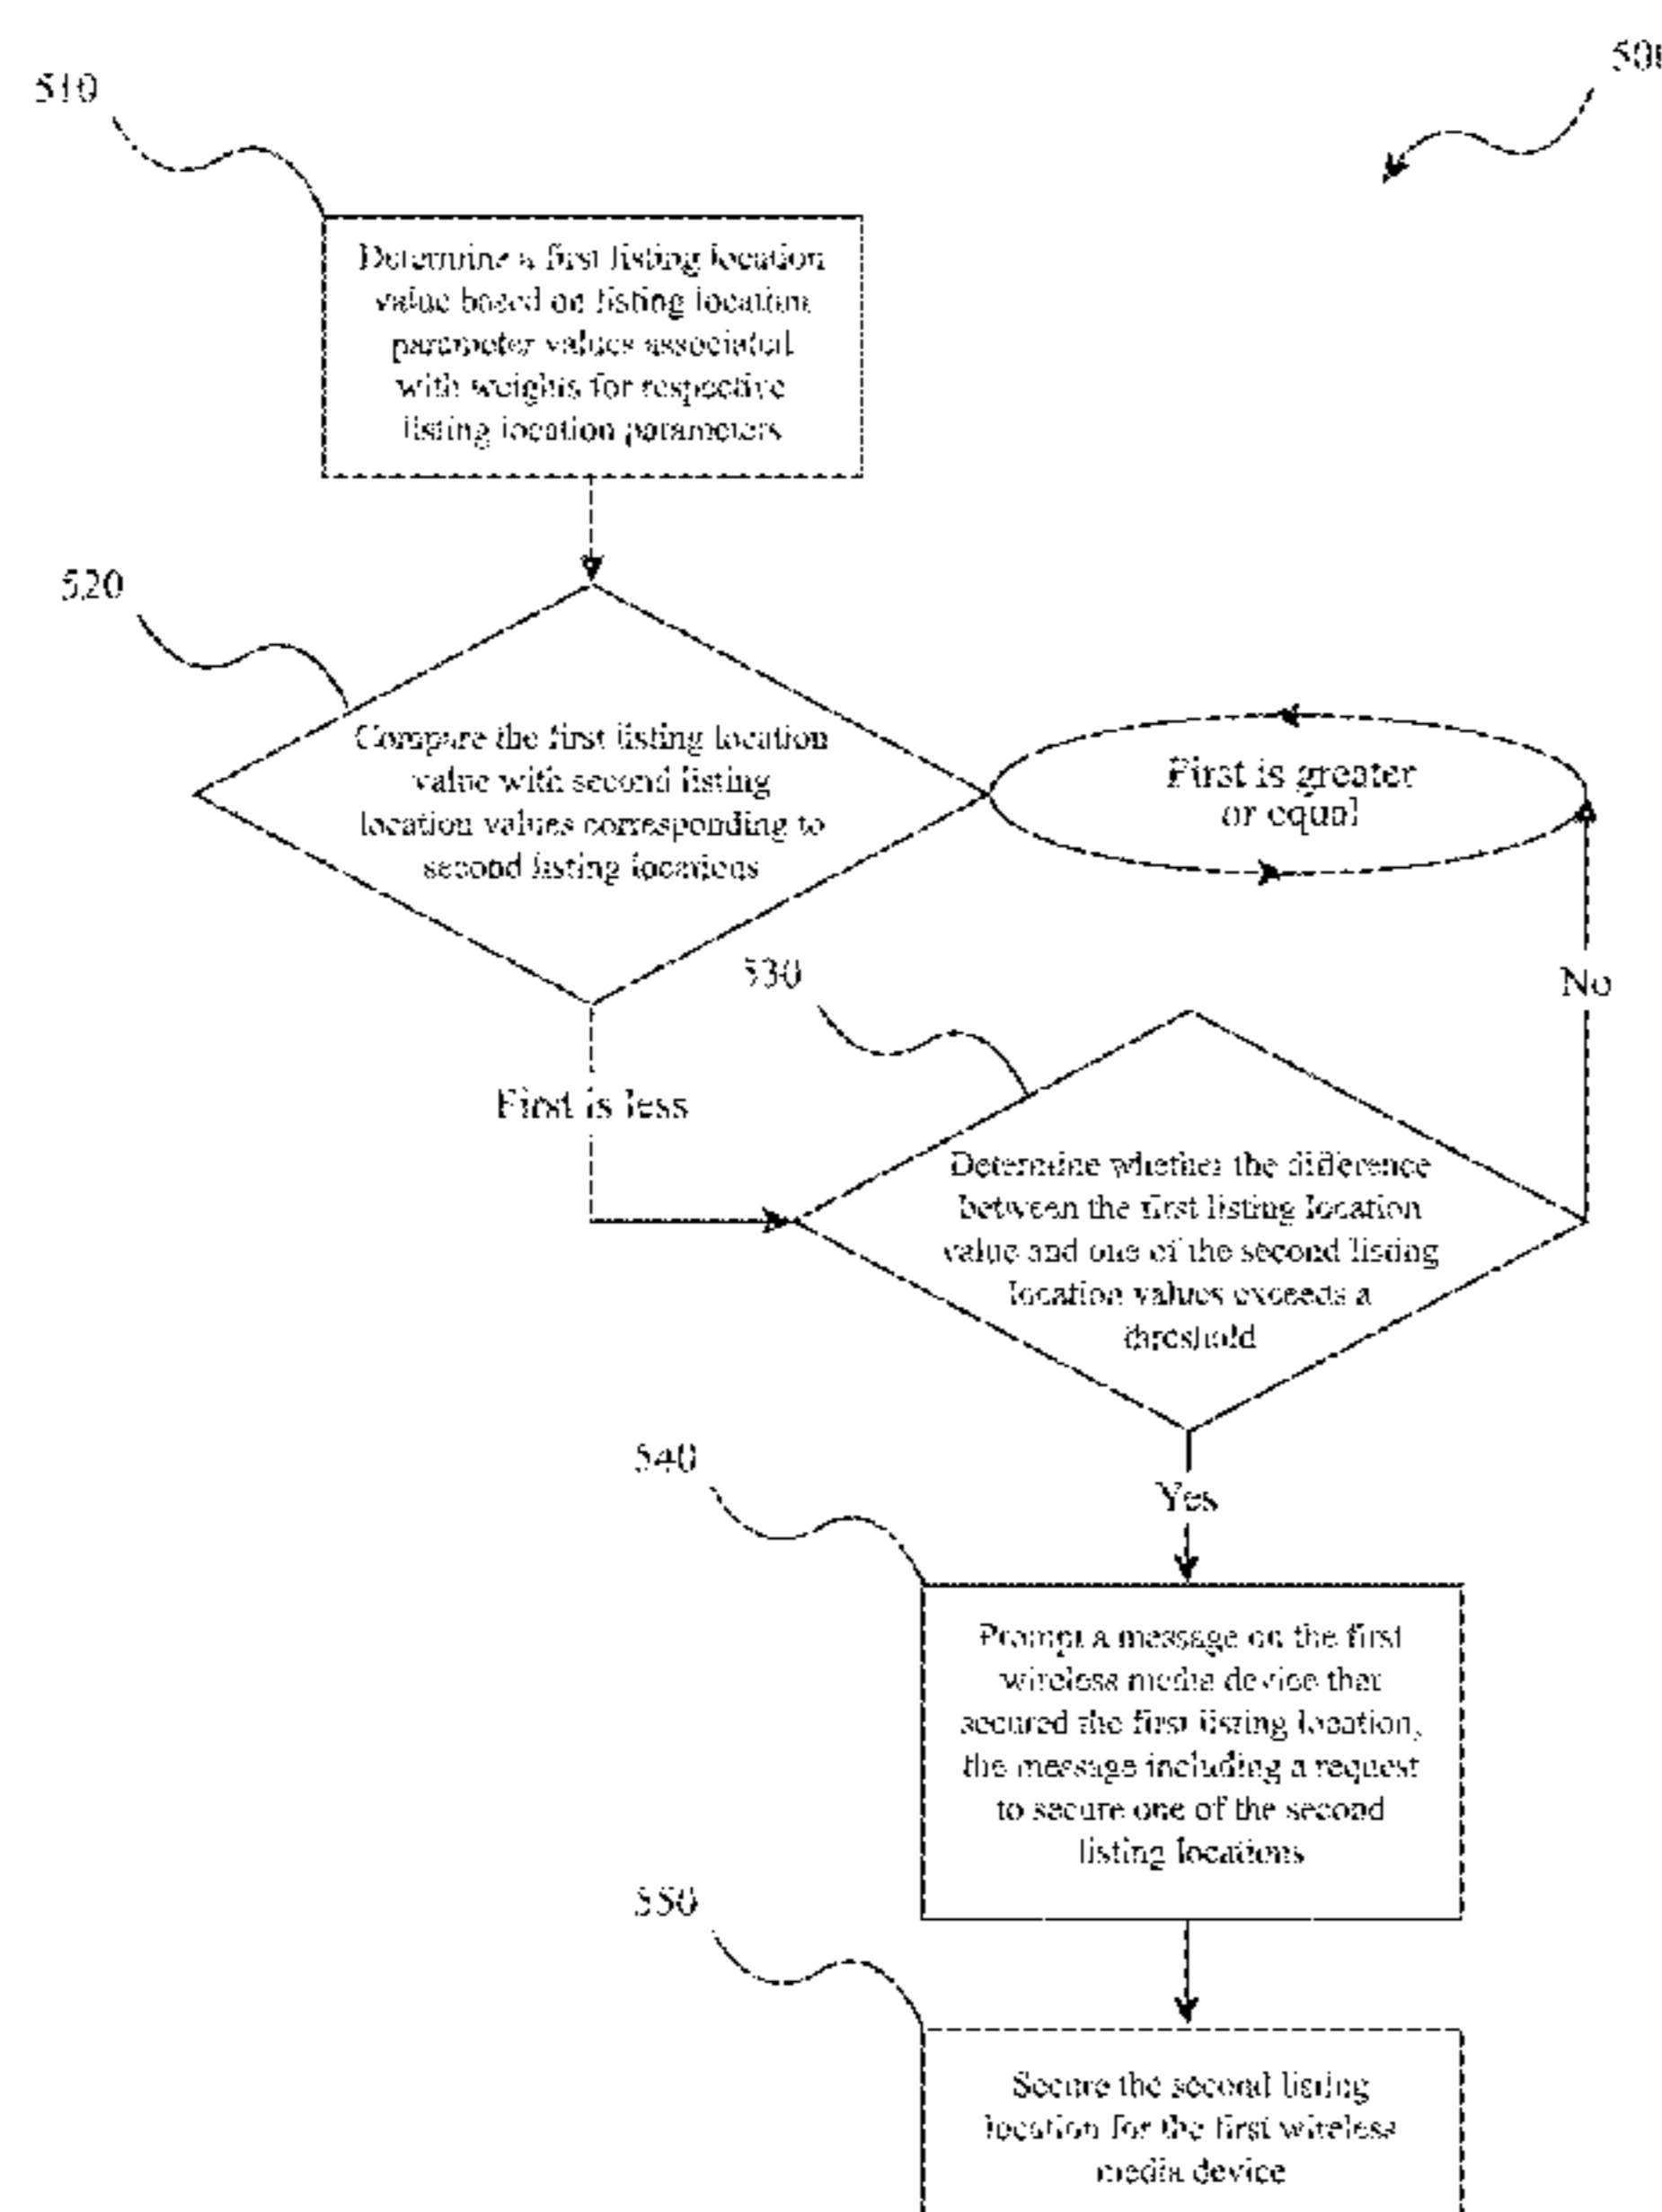 510
50
Determine a first listing location
value based on listing location
parameter values associated
with weights for respective
listing location parameters
520
Compare the first listing location
value with second listing
location values corresponding to
second listing locations
First is greater
or equal
530
No
First is less
Determine whether the difference
between the first listing location
value and one of the second listing
location values exceeds a
threshold
540
Yes
Prompt a message on the first
wireless media device that
secured the first listing location,
the message including a request
to secure one of the second
listing locations
550
Secure the second listing
location for the first wireless
media device